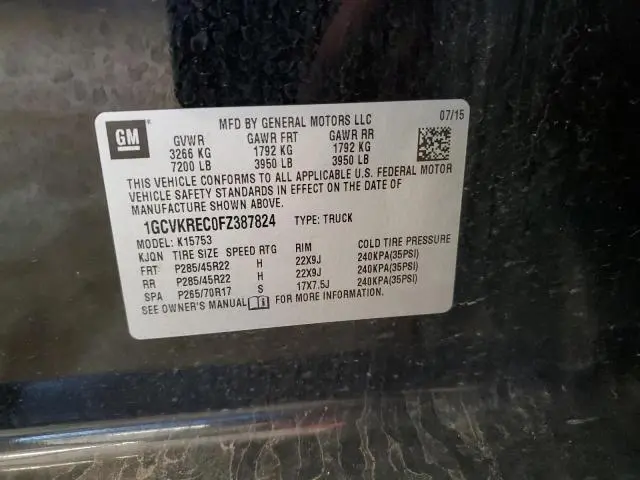 GM
MFD BY GENERAL MOTORS LLC 07/15
GVWR GAWR FRT GAWR RR
3266 KG 1792 KG 1792 KG
7200 LB 3950 LB 3950 LB
THIS VEHICLE CONFORMS TO ALL APPLICABLE U.S. FEDERAL MOTOR
VEHICLE SAFETY STANDARDS IN EFFECT ON THE DATE OF
MANUFACTURE SHOWN ABOVE.
1GCVKREC0FZ387824 TYPE: TRUCK
MODEL: K15753
KJQN TIRE SIZE SPEED RTG RIM COLD TIRE PRESSURE
FRT P285/45R22 H 22X9J 240KPA(35PSI)
RR P285/45R22 H 22X9J 240KPA(35PSI)
SPA P265/70R17 S 17X7.5J 240KPA(35PSI)
SEE OWNER'S MANUAL FOR MORE INFORMATION.